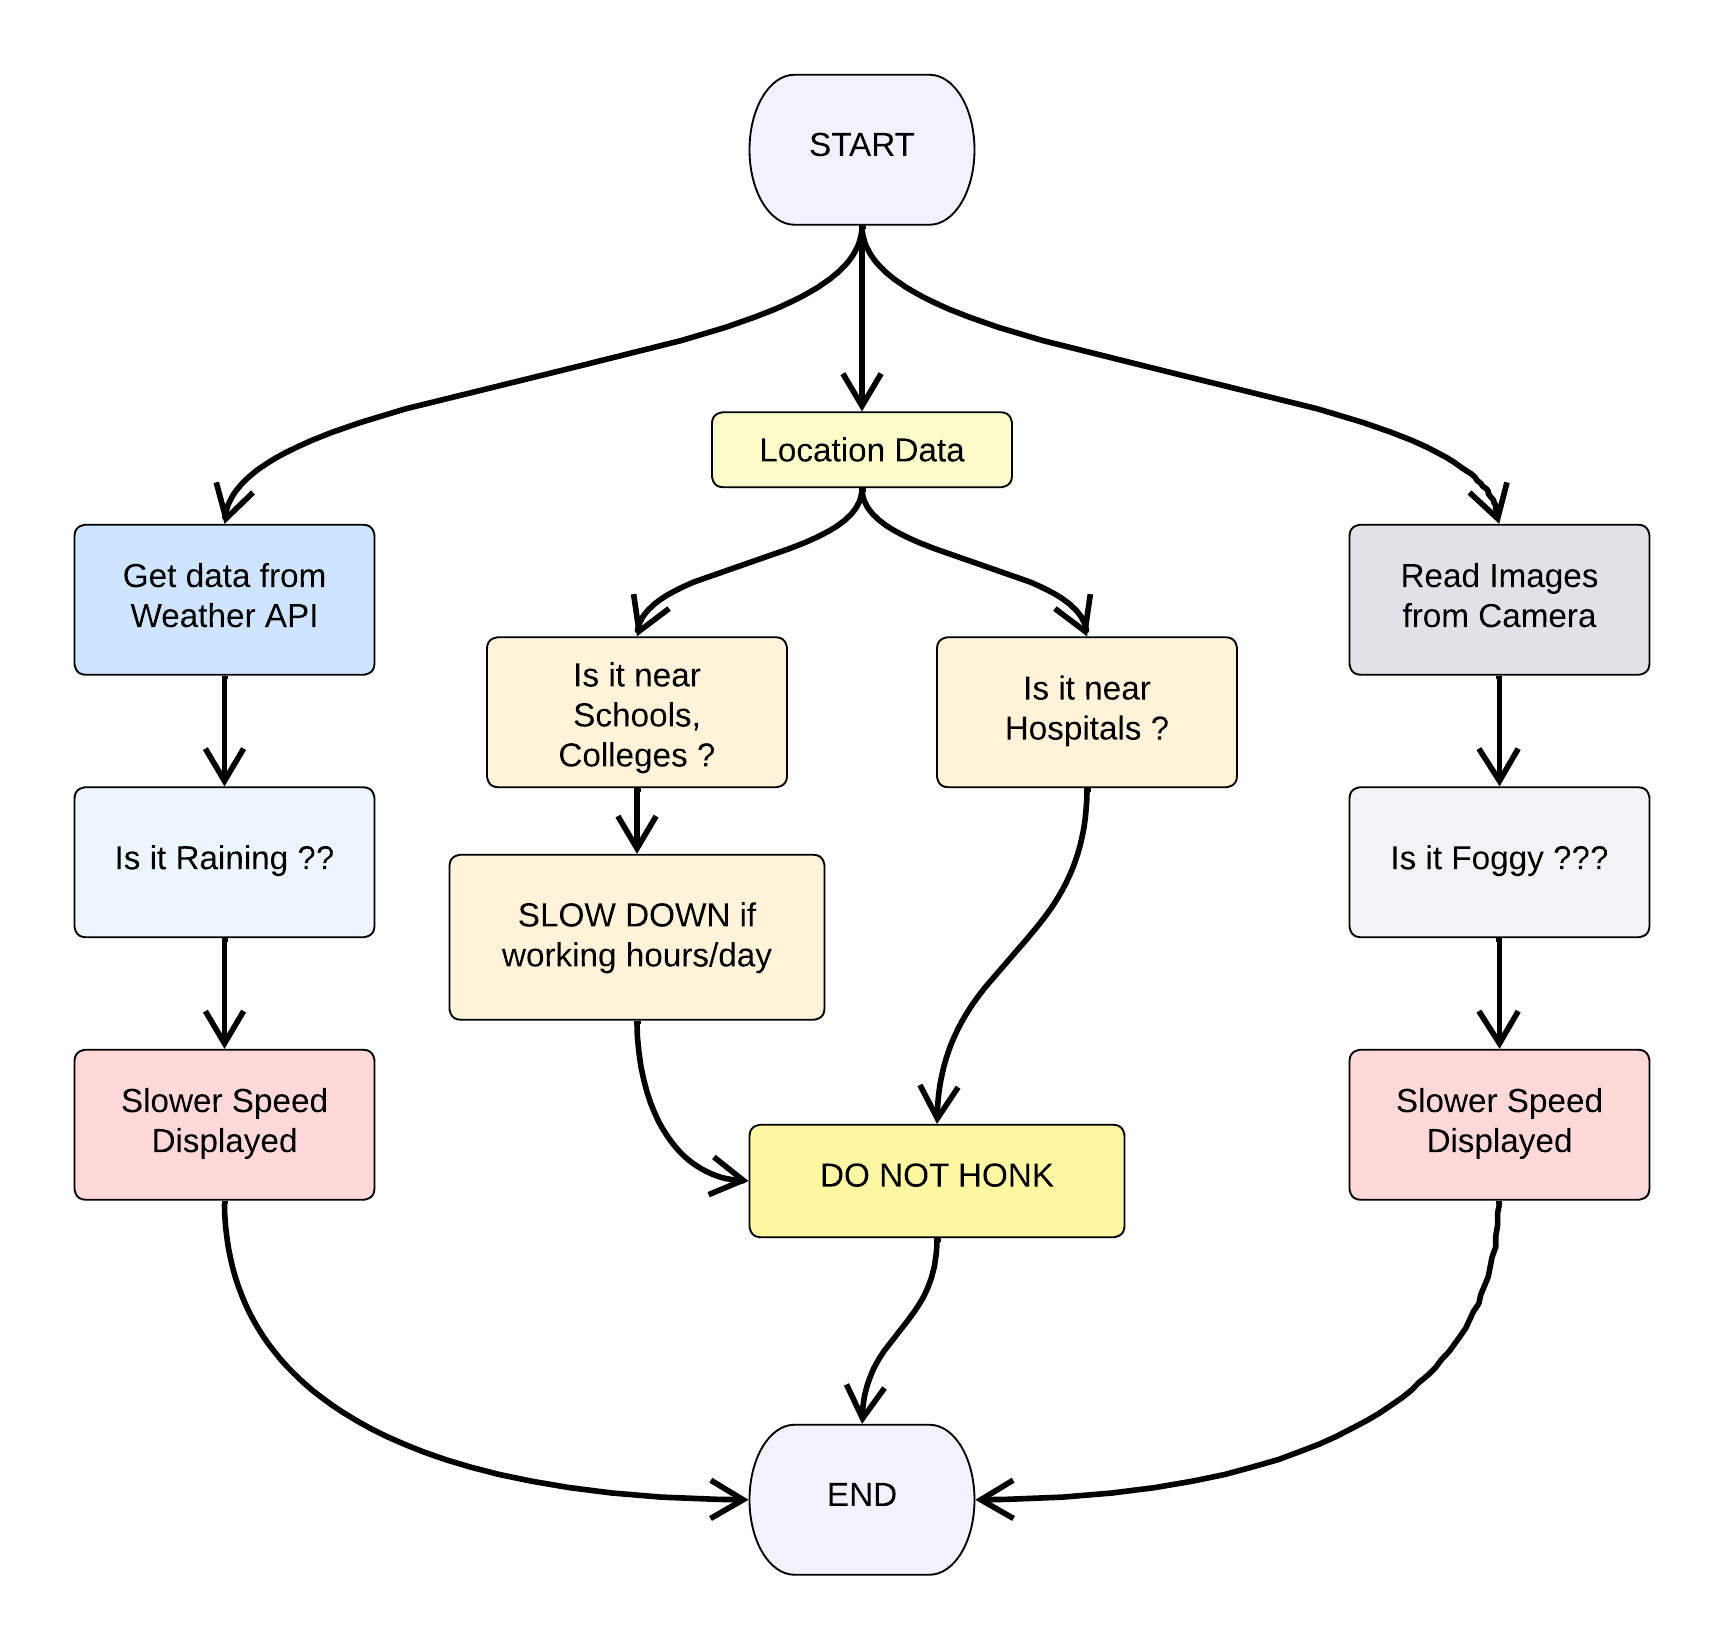 START
Location Data
Get data from
Weather API
Read Images
from Camera
Is it near
Schools,
Colleges ?
Is it near
Hospitals ?
Is it Raining ??
Is it Foggy ???
SLOW DOWN if
working hours/day
Slower Speed
Displayed
DO NOT HONK
Slower Speed
Displayed
END